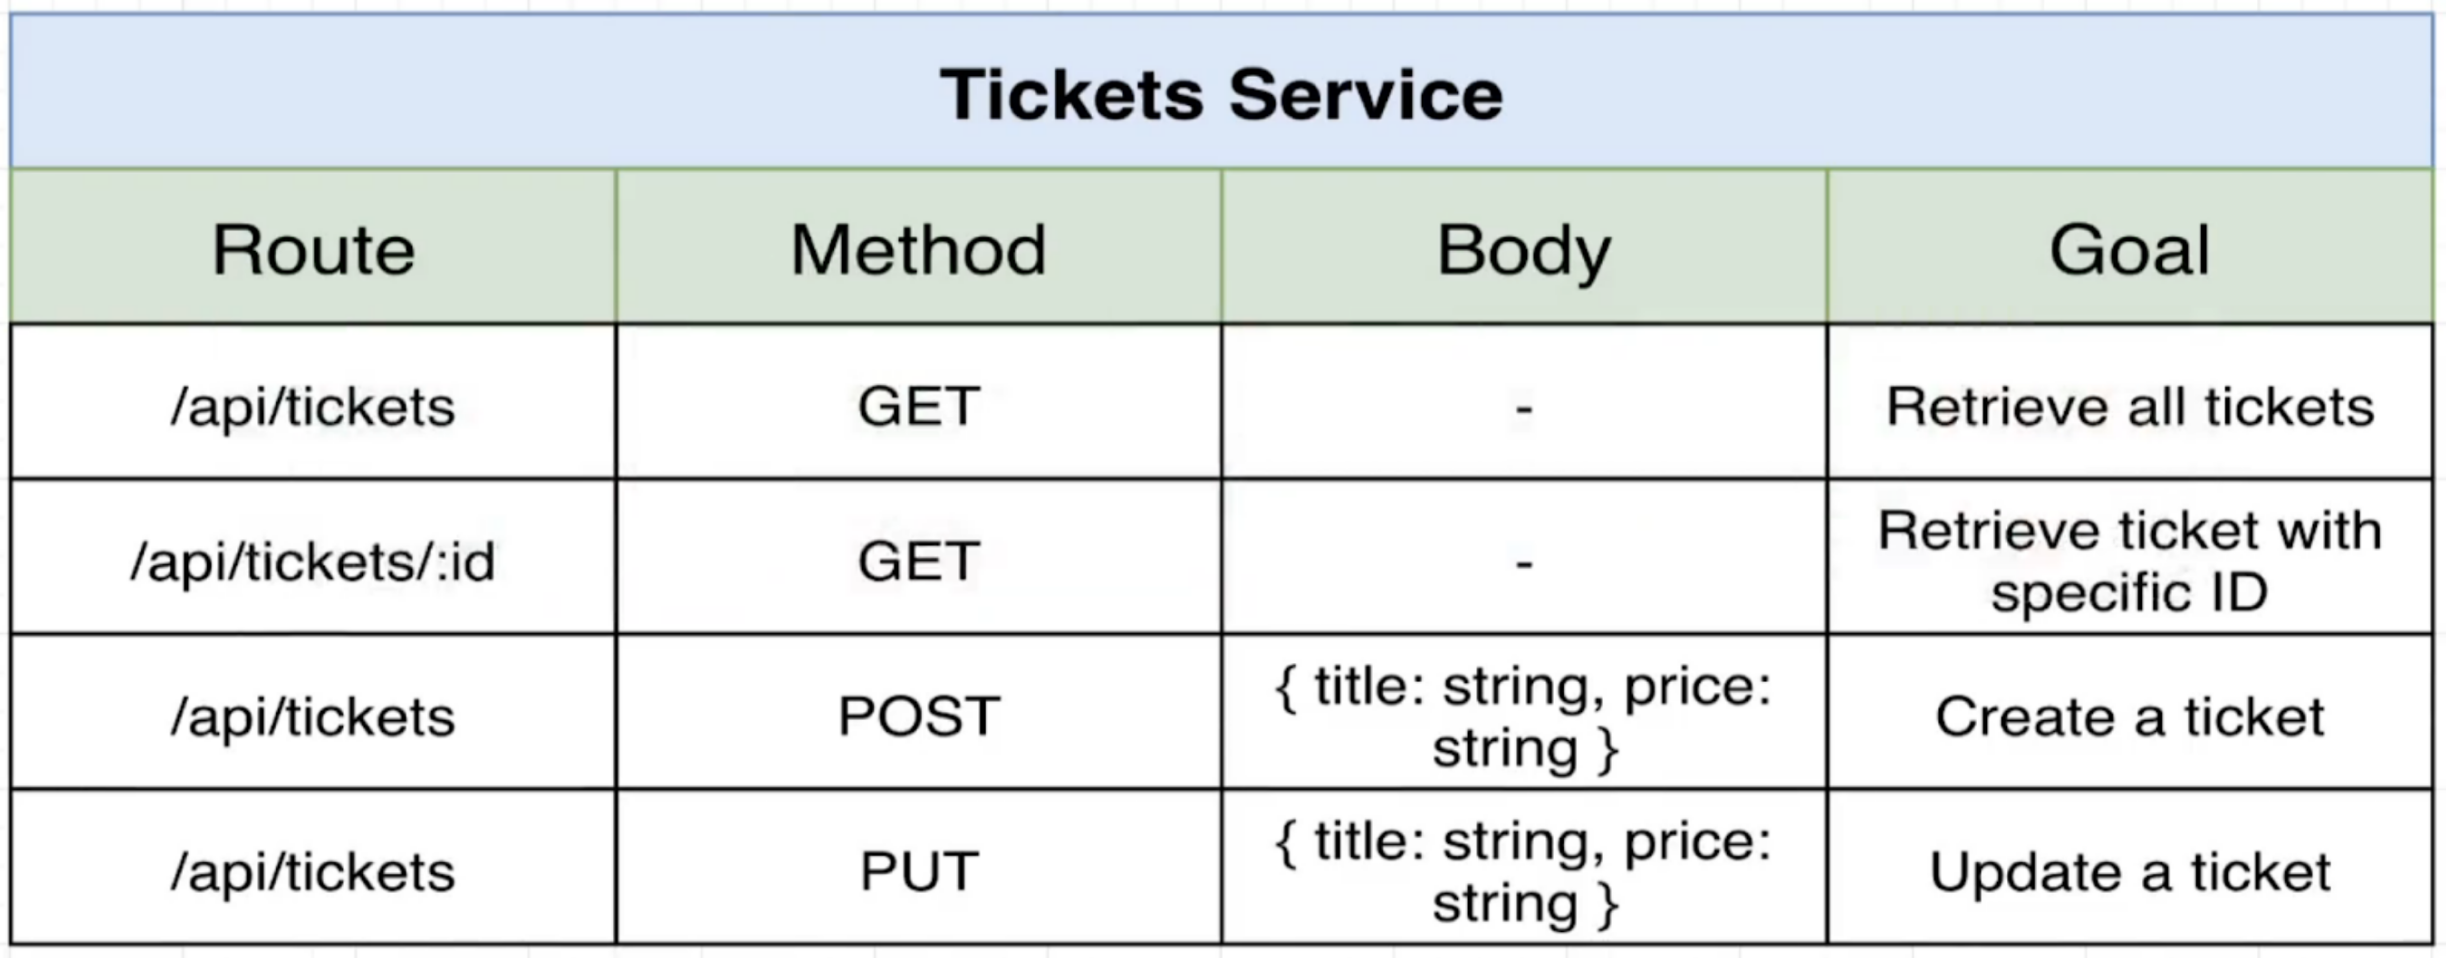 Tickets Service
Route Method Body Goal
/api/tickets GET - Retrieve all tickets
/api/tickets/:id GET - Retrieve ticket with
specific ID
/api/tickets POST { title: string, price:
string } Create a ticket
/api/tickets PUT { title: string, price:
string } Update a ticket